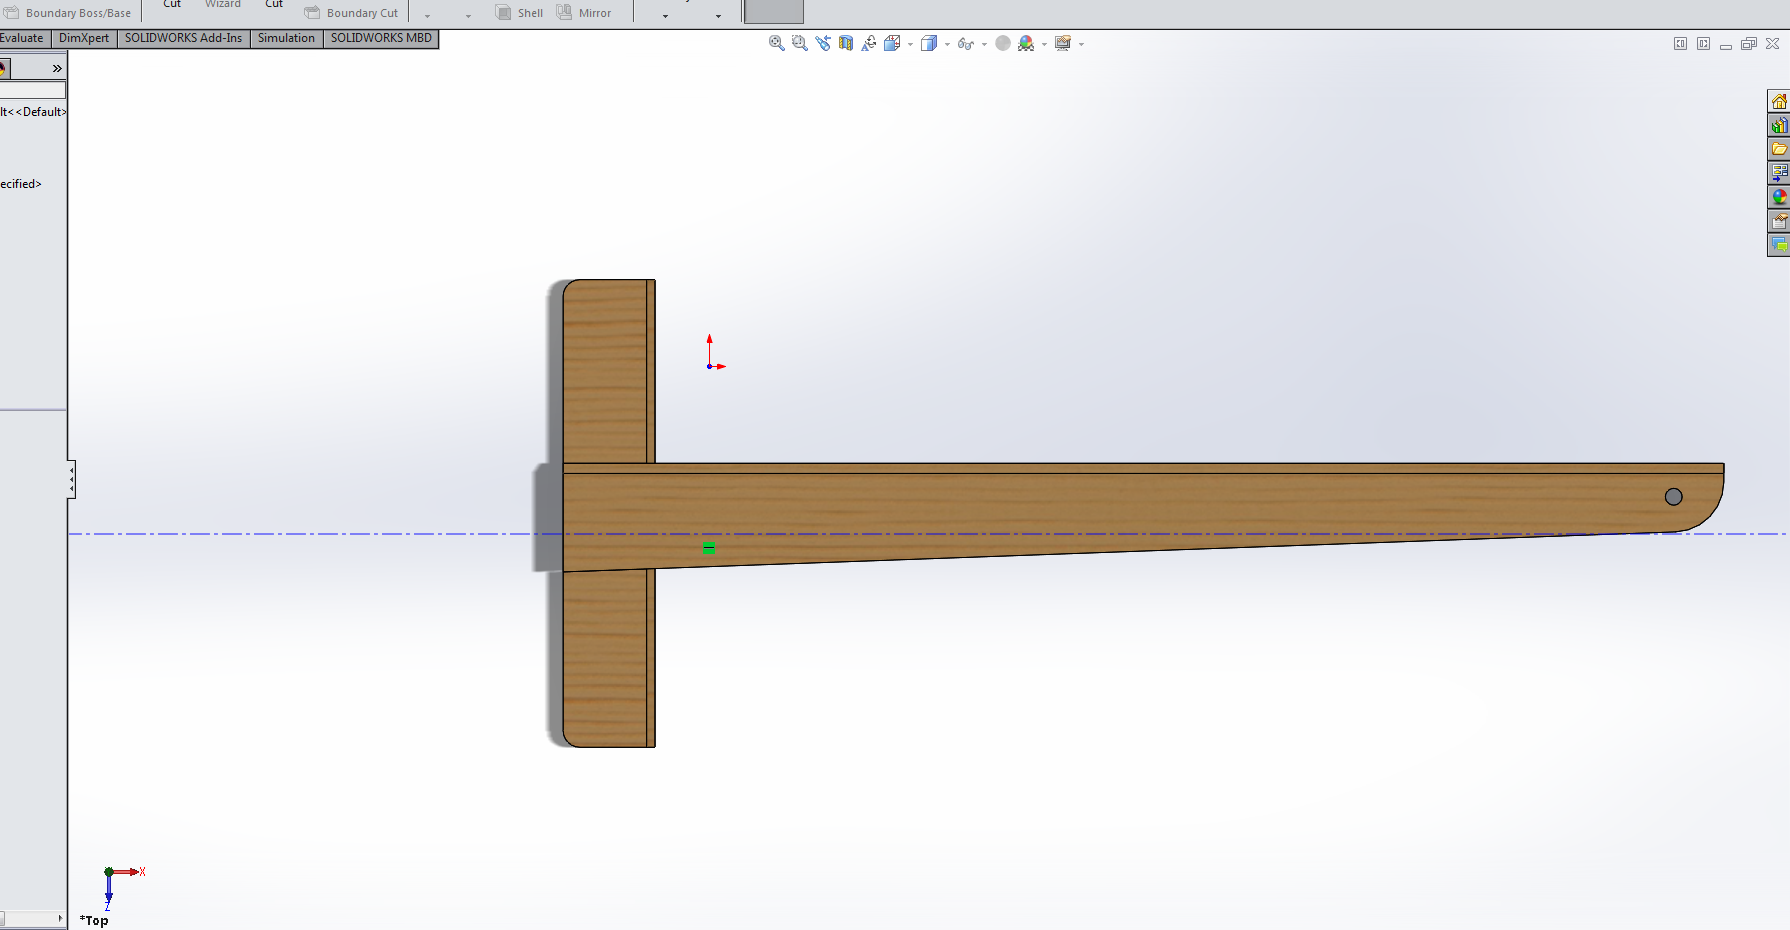 Cut
Wizard
Cut
Boundary Boss/Base
Boundary Cut
Shell
Mirror
Evaluate
DimXpert
SOLIDWORKS Add-Ins
Simulation
SOLIDWORKS MBD
lt<<Default>
ecified>
X
Z
*Top